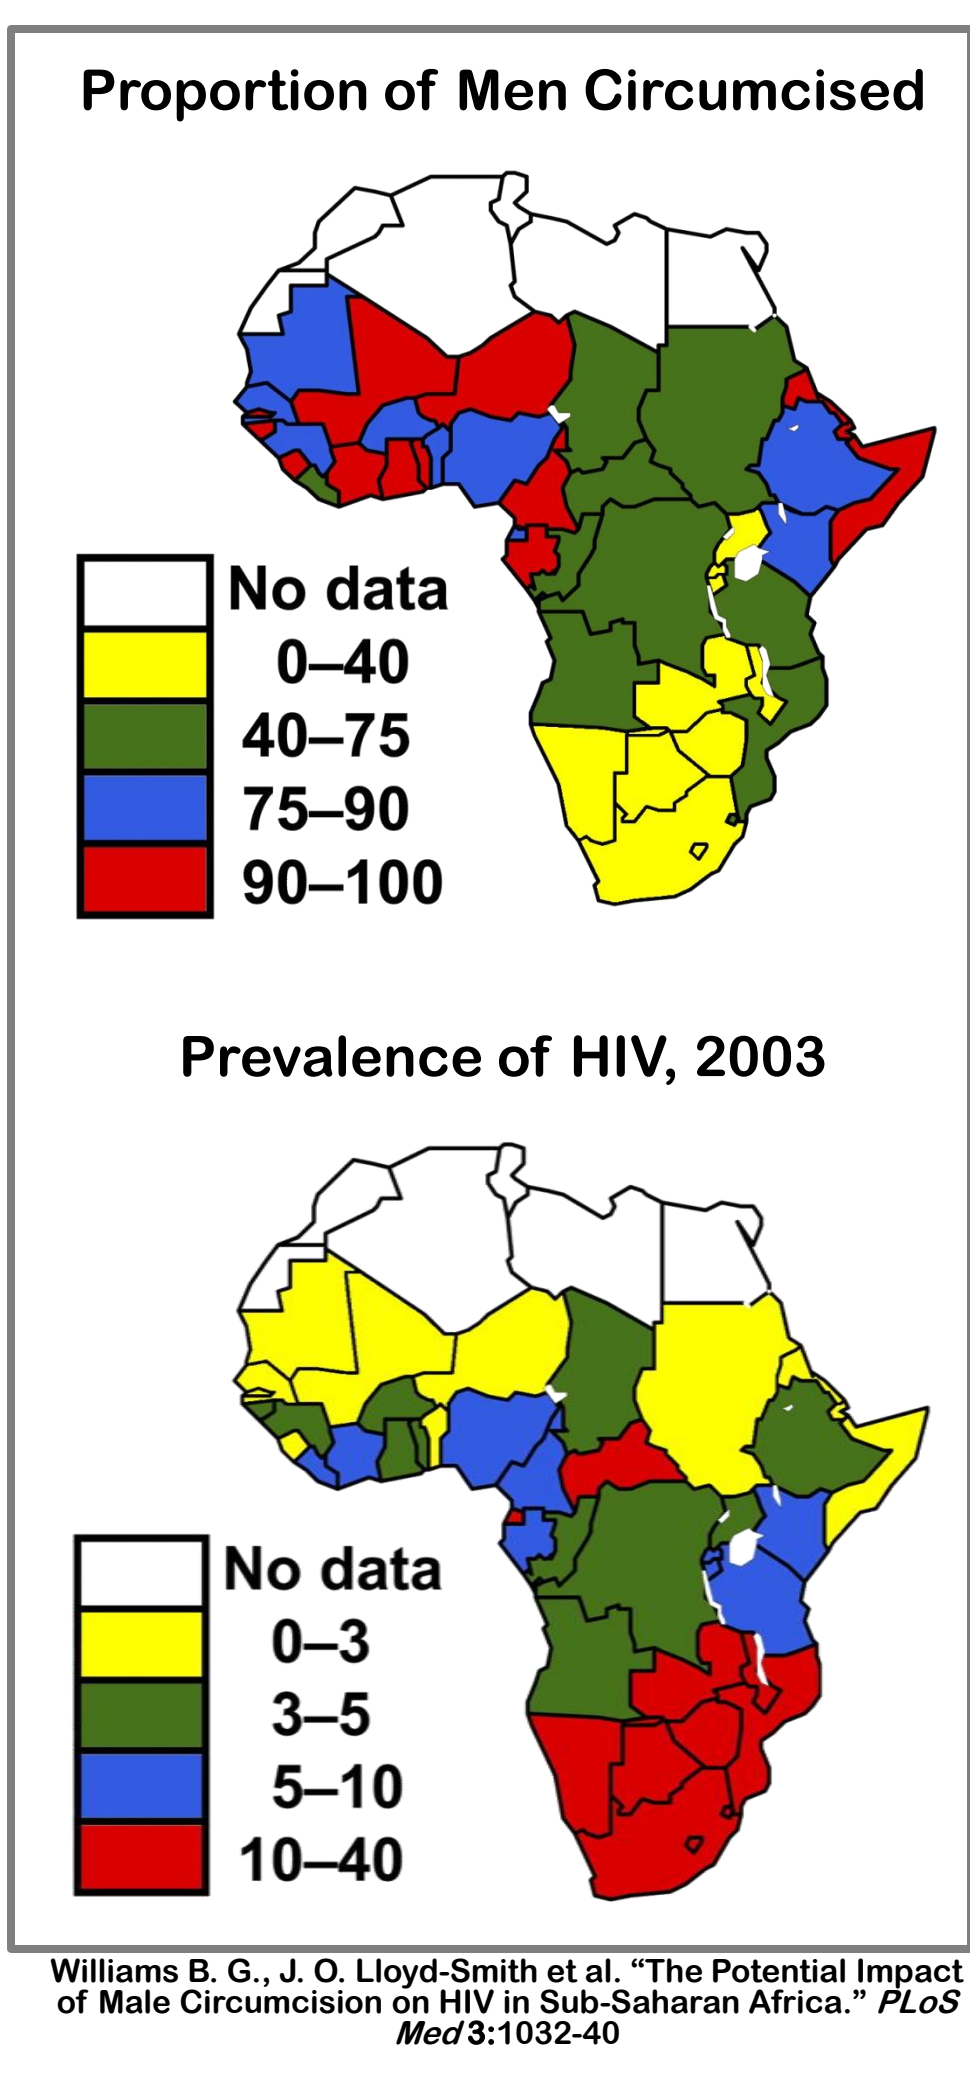 Proportion of Men Circumcised
No data
0–40
40–75
75–90
90–100
Prevalence of HIV, 2003
No data
0–3
3–5
5–10
10–40
Williams B. G., J. O. Lloyd-Smith et al. “The Potential Impact
of Male Circumcision on HIV in Sub-Saharan Africa.” PLoS
Med 3:1032-40